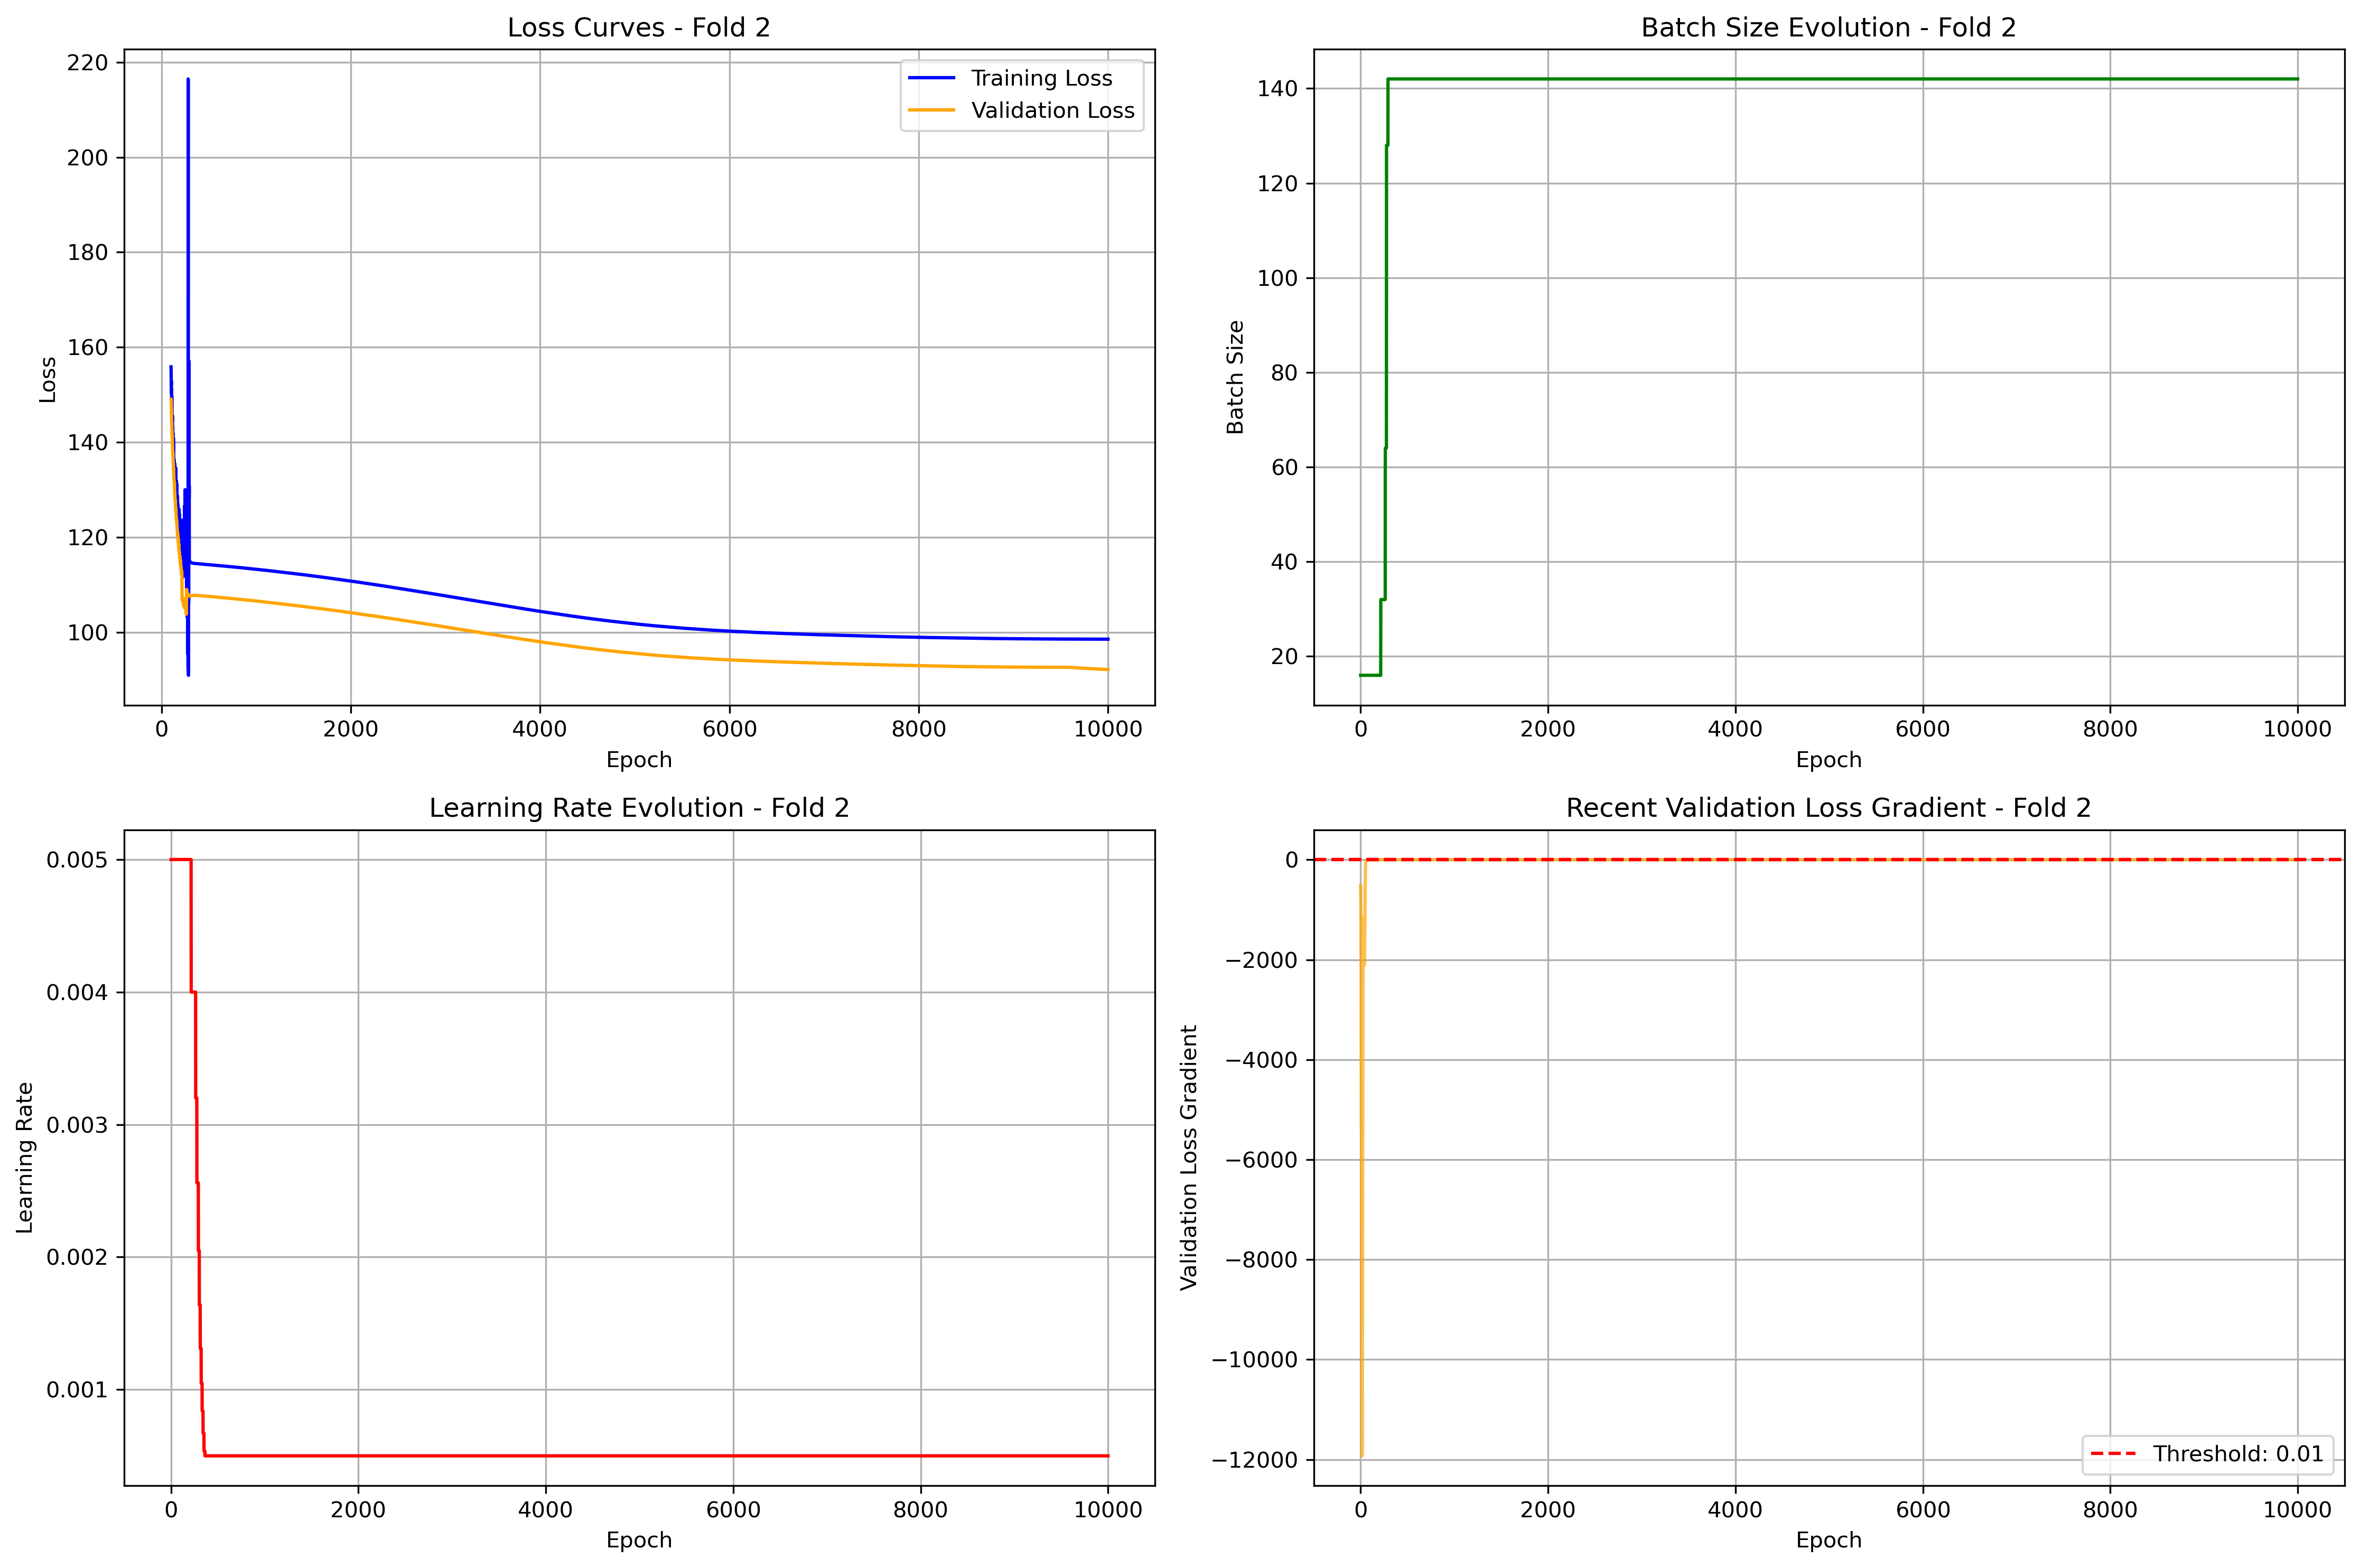 Loss Curves - Fold 2
220
200
180
160
140
120
100
Loss
Training Loss
Validation Loss
0 2000 4000 6000 8000 10000
Epoch
Batch Size Evolution - Fold 2
140
120
100
80
60
40
20
Batch Size
0 2000 4000 6000 8000 10000
Epoch
Learning Rate Evolution - Fold 2
0.005
0.004
0.003
0.002
0.001
Learning Rate
0 2000 4000 6000 8000 10000
Epoch
Recent Validation Loss Gradient - Fold 2
0
−2000
−4000
−6000
−8000
−10000
−12000
Validation Loss Gradient
Threshold: 0.01
0 2000 4000 6000 8000 10000
Epoch